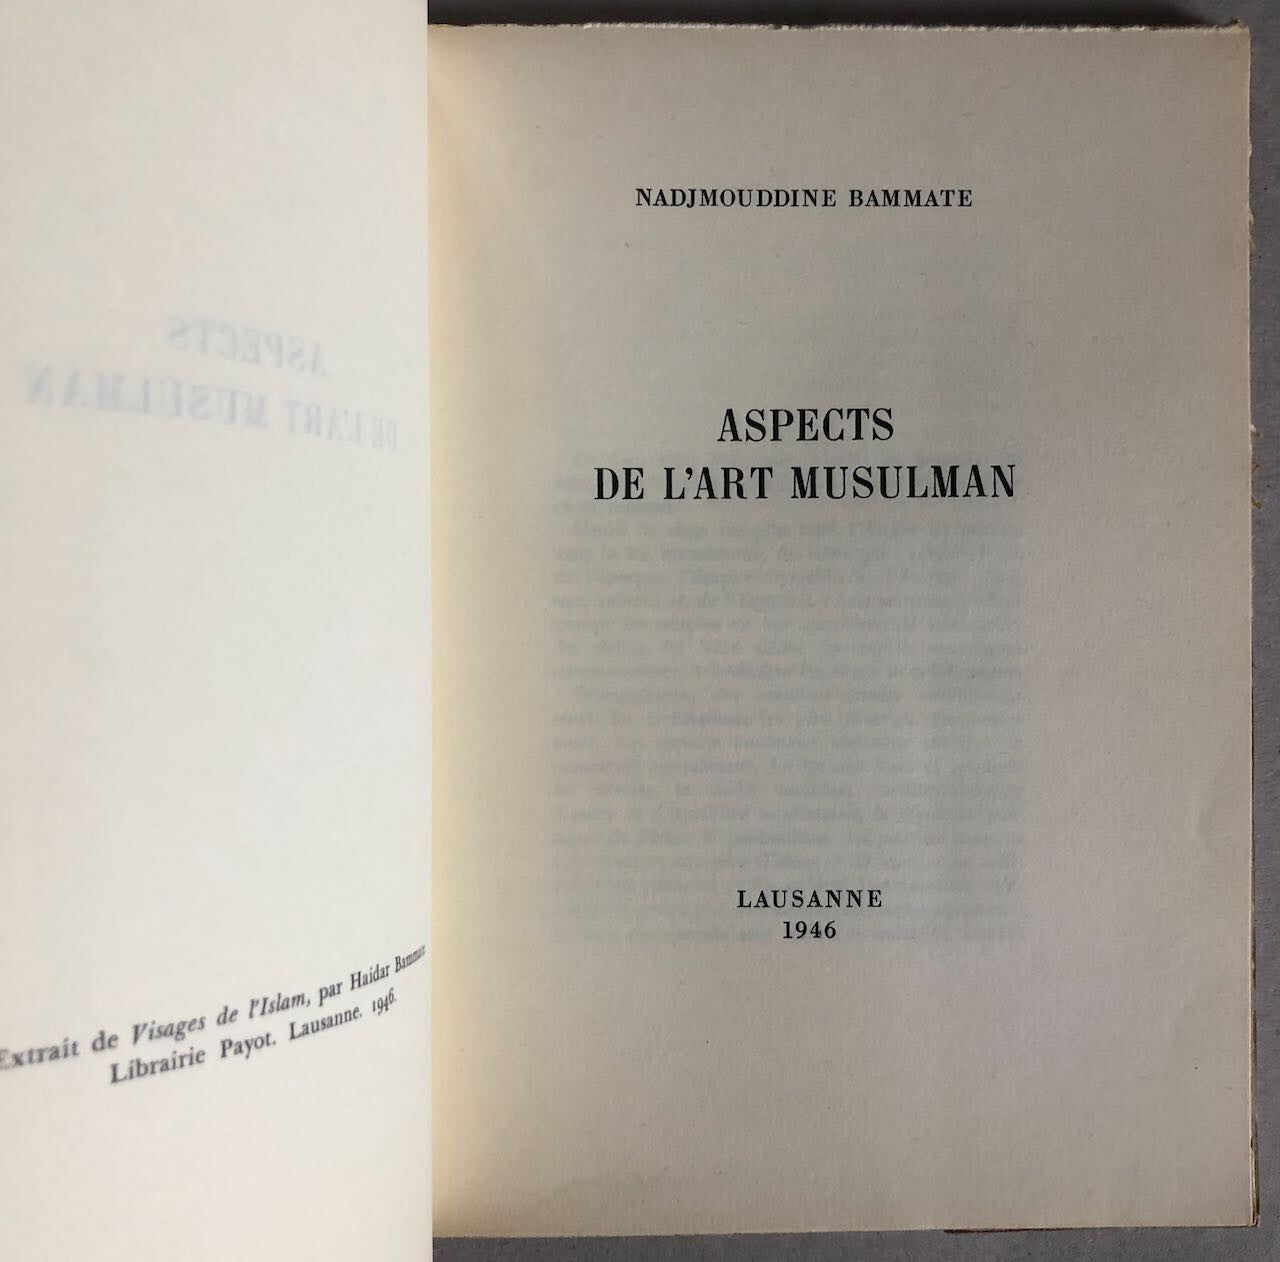 Extrait de Visages de l'Islam, par Haidar Bammate
Librairie Payot. Lausanne. 1946.
NADJMOUDDINE BAMMATE
ASPECTS
DE L'ART MUSULMAN
LAUSANNE
1946